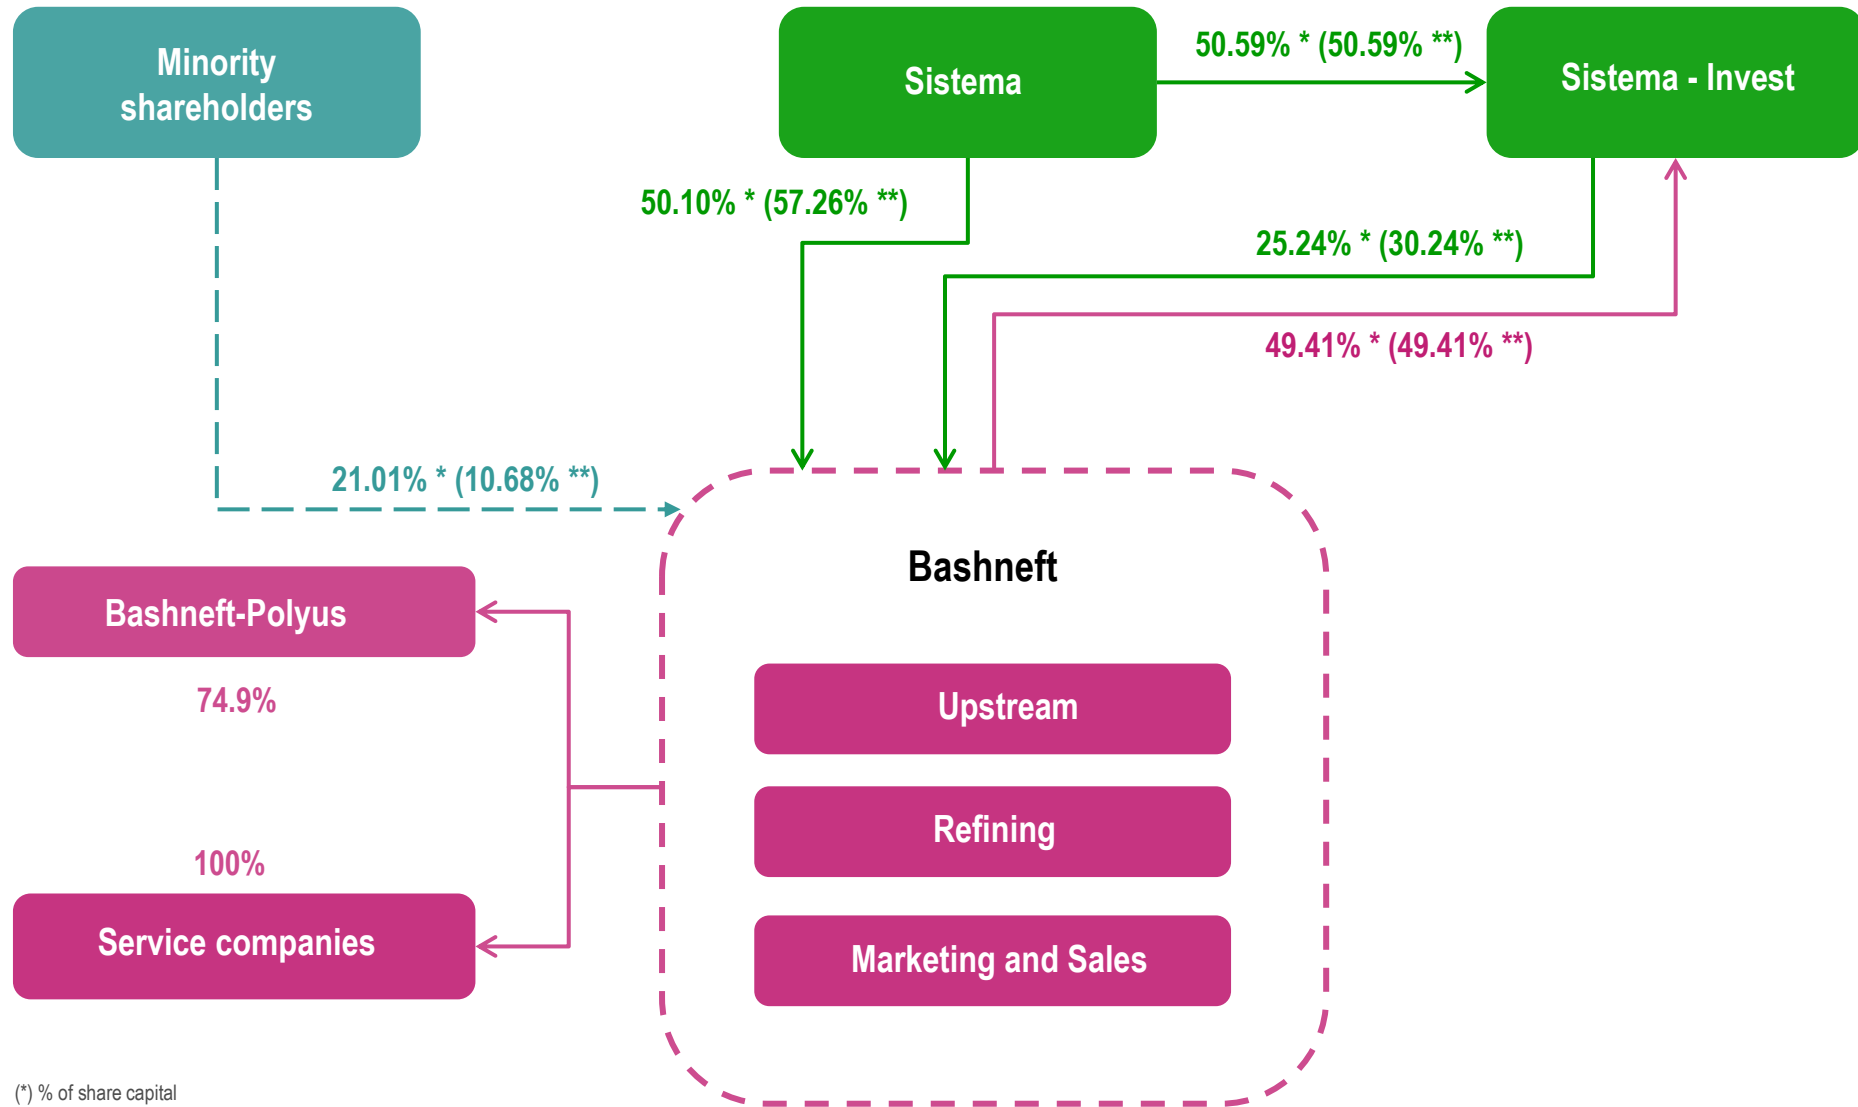 Minority
shareholders
Sistema
50.59% * (50.59% **)
Sistema - Invest
50.10% * (57.26% **)
25.24% * (30.24% **)
49.41% * (49.41% **)
21.01% * (10.68% **)
Bashneft
Bashneft-Polyus
74.9%
Upstream
Refining
100%
Service companies
Marketing and Sales
(*) % of share capital